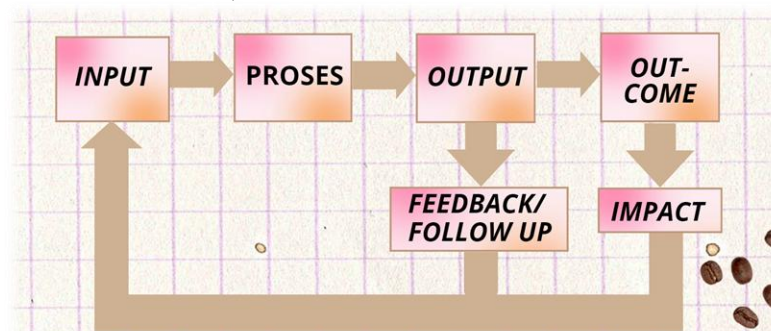 INPUT
PROSES
OUTPUT
OUT-
COME
FEEDBACK/
FOLLOW UP
IMPACT